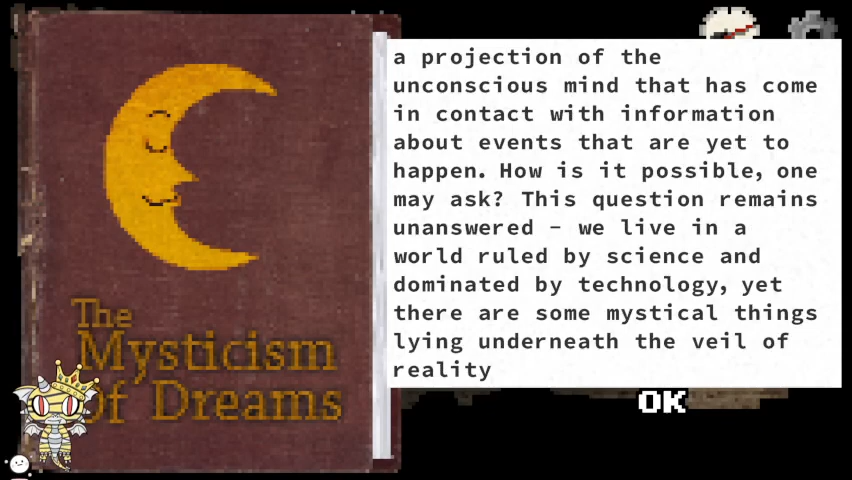 The
Mysticism
Of Dreams
a projection of the
unconscious mind that has come
in contact with information
about events that are yet to
happen. How is it possible, one
may ask? This question remains
unanswered – we live in a
world ruled by science and
dominated by technology, yet
there are some mystical things
lying underneath the veil of
reality
OK